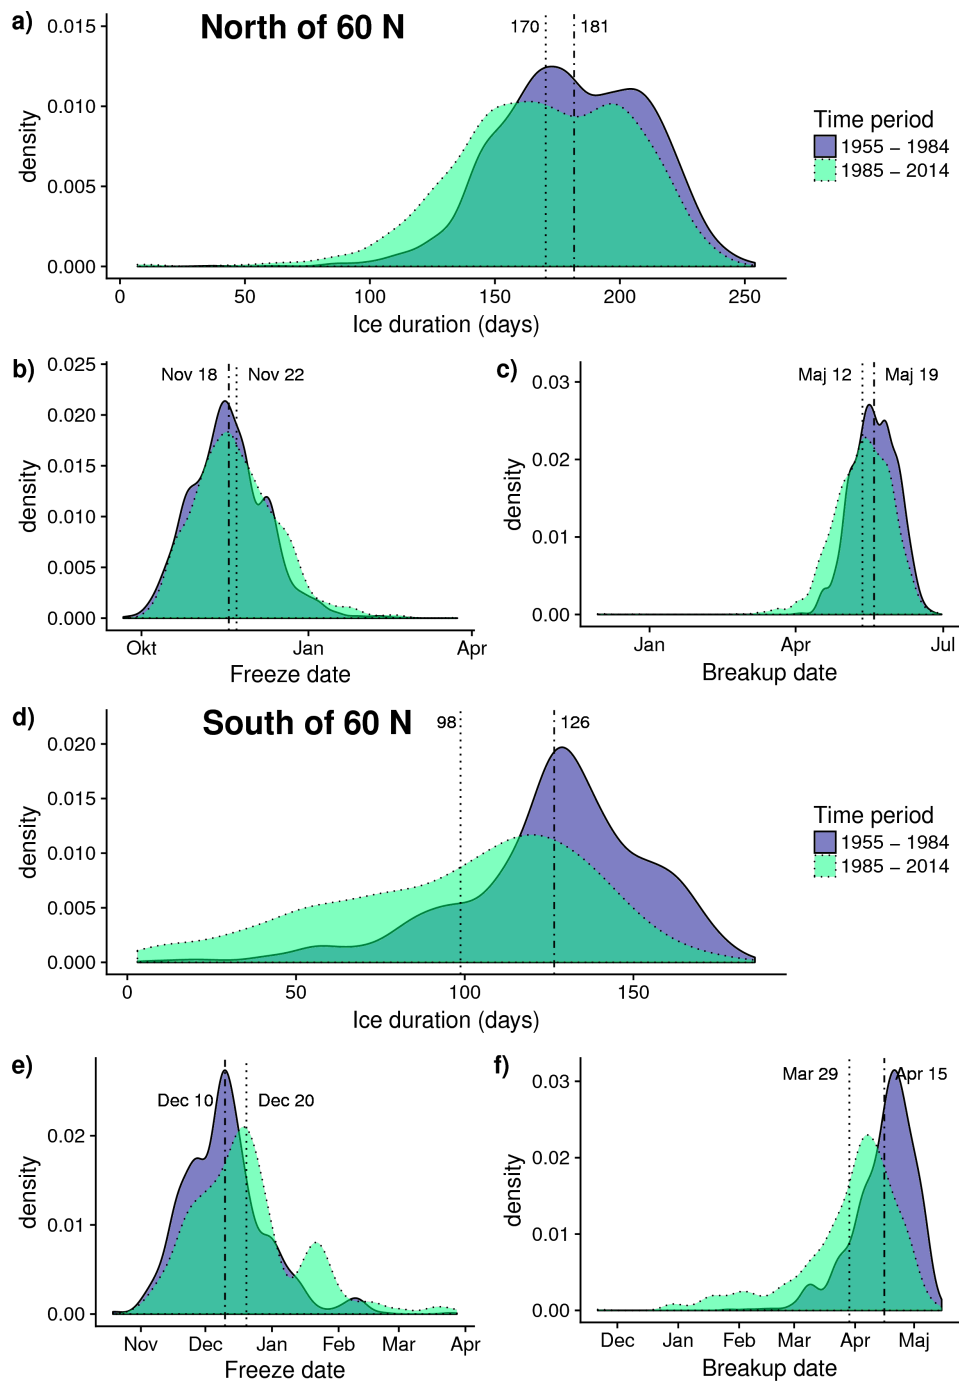 a)
North of 60 N
170
181
0.015
0.010
0.005
0.000
density
0
50
100
150
200
250
Ice duration (days)
Time period
1955 – 1984
1985 – 2014
b)
Nov 18
Nov 22
0.025
0.020
0.015
0.010
0.005
0.000
density
Okt
Jan
Apr
Freeze date
c)
Maj 12
Maj 19
0.03
0.02
0.01
0.00
density
Jan
Apr
Jul
Breakup date
d)
South of 60 N
98
126
0.020
0.015
0.010
0.005
0.000
density
0
50
100
150
Ice duration (days)
Time period
1955 – 1984
1985 – 2014
e)
Dec 10
Dec 20
0.02
0.01
0.00
density
Nov
Dec
Jan
Feb
Mar
Apr
Freeze date
f)
Mar 29
Apr 15
0.03
0.02
0.01
0.00
density
Dec
Jan
Feb
Mar
Apr
Maj
Breakup date